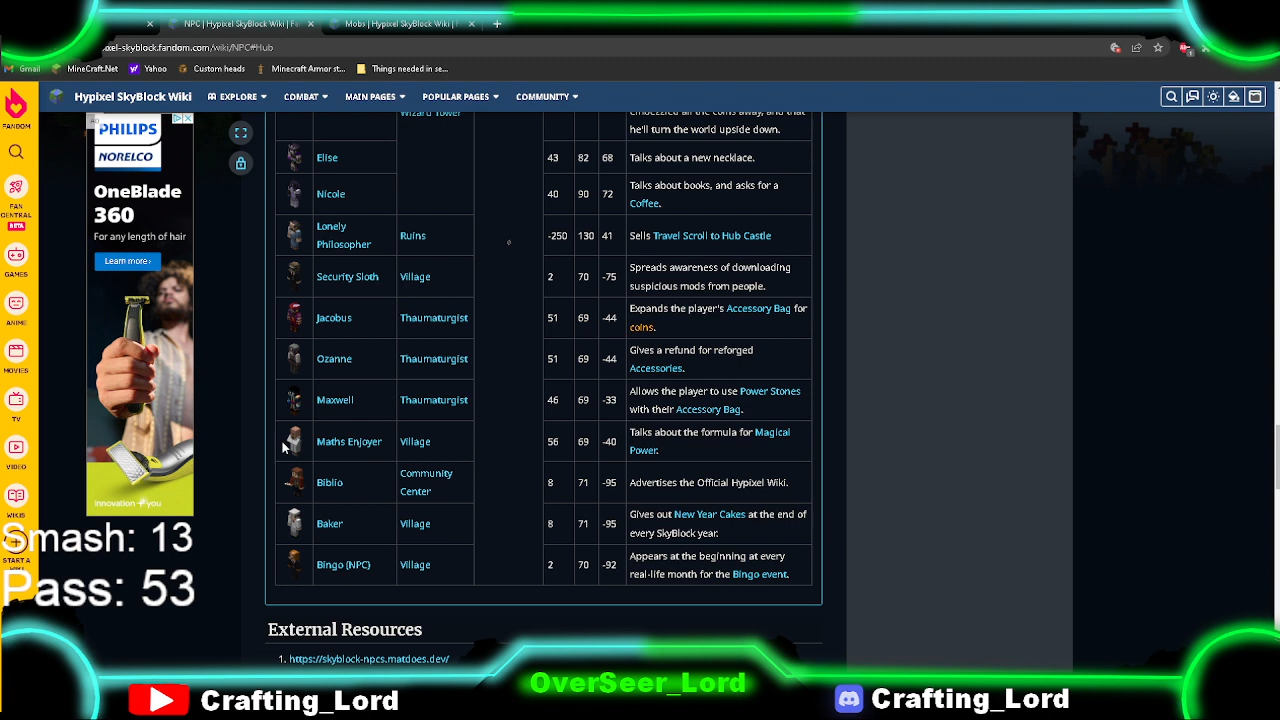 NPC | Hypixel SkyBlock Wiki | F
Mobs | Hypixel SkyBlock Wiki |
xel-skyblock.fandom.com/wiki/NPC#Hub
Gmail
MineCraft.Net
Yahoo
Custom heads
Minecraft Armor st...
Things needed in se...
Hypixel SkyBlock Wiki
EXPLORE
COMBAT
MAIN PAGES
POPULAR PAGES
COMMUNITY
FANDOM
FAN CENTRAL
BETA
GAMES
ANIME
MOVIES
TV
VIDEO
WIKIS
START A
PHILIPS
NORELCO
OneBlade
360
For any length of hair
Learn more›
innovation+you
Wizard Tower
embezzled all the coins away, and that
he'll turn the world upside down.
Elise 43 82 68 Talks about a new necklace.
Nicole 40 90 72 Talks about books, and asks for a
Coffee.
Lonely
Philosopher Ruins -250 130 41 Sells Travel Scroll to Hub Castle
Security Sloth Village 2 70 -75 Spreads awareness of downloading
suspicious mods from people.
Jacobus Thaumaturgist 51 69 -44 Expands the player's Accessory Bag for
coins.
Ozanne Thaumaturgist 51 69 -44 Gives a refund for reforged
Accessories.
Maxwell Thaumaturgist 46 69 -33 Allows the player to use Power Stones
with their Accessory Bag.
Maths Enjoyer Village 56 69 -40 Talks about the formula for Magical
Power.
Biblio Community
Center 8 71 -95 Advertises the Official Hypixel Wiki.
Baker Village 8 71 -95 Gives out New Year Cakes at the end of
every SkyBlock year.
Bingo (NPC) Village 2 70 -92 Appears at the beginning at every
real-life month for the Bingo event.
External Resources
1. https://skyblock-npcs.matdoes.dev/
Smash: 13
Pass: 53
Crafting_Lord
OverSeer_Lord
Crafting_Lord